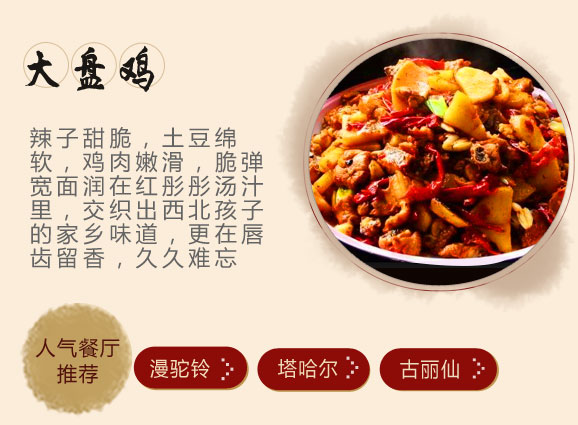 大盘鸡
辣子甜脆，土豆绵
软，鸡肉嫩滑，脆弹
宽面润在红彤彤汤汁
里，交织出西北孩子
的家乡味道，更在唇
齿留香，久久难忘
人气餐厅
推荐
漫驼铃
塔哈尔
古丽仙